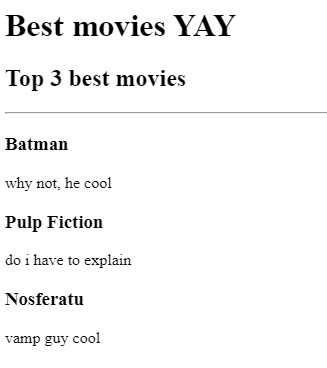 Best movies YAY
Top 3 best movies
Batman
why not, he cool
Pulp Fiction
do i have to explain
Nosferatu
vamp guy cool